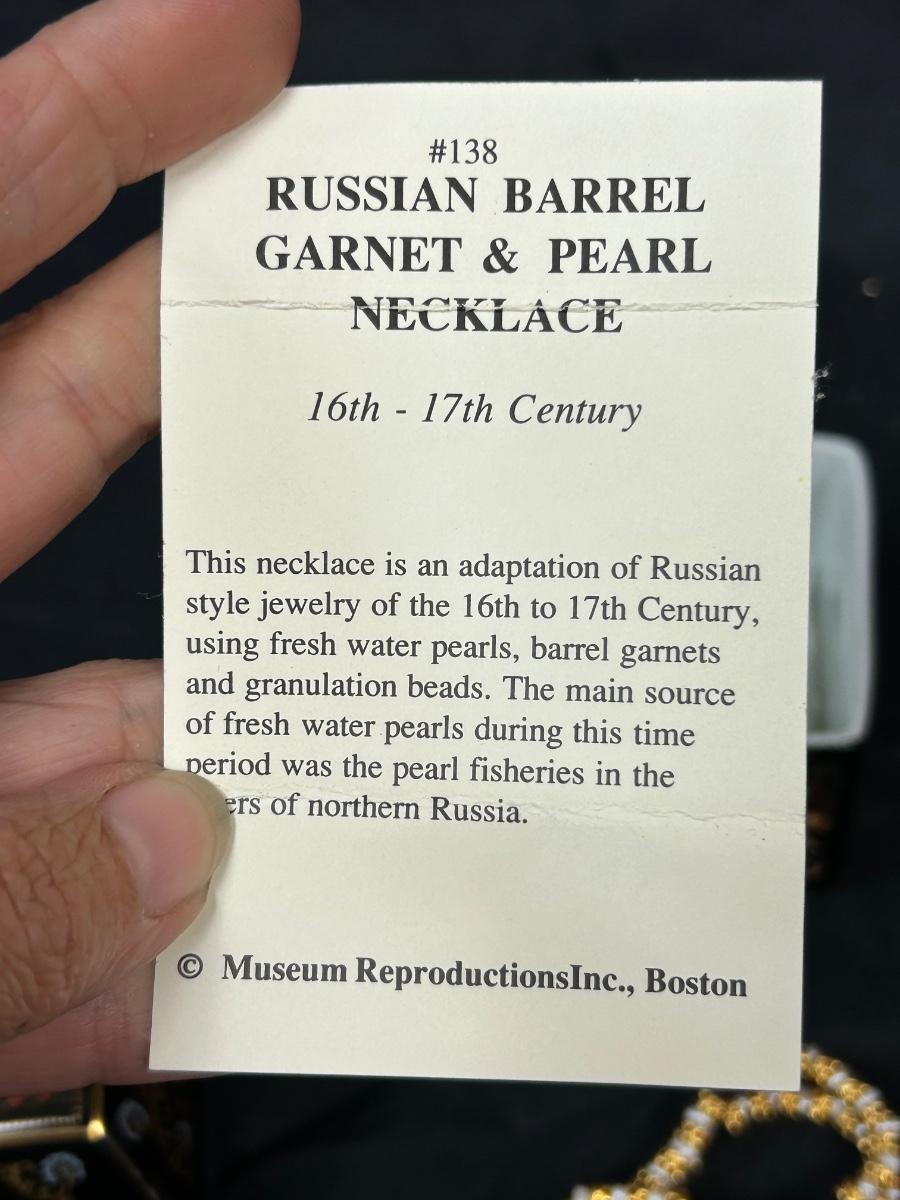 #138
RUSSIAN BARREL
GARNET & PEARL
NECKLACE
16th - 17th Century
This necklace is an adaptation of Russian
style jewelry of the 16th to 17th Century,
using fresh water pearls, barrel garnets
and granulation beads. The main source
of fresh water pearls during this time
period was the pearl fisheries in the
of northern Russia.
© Museum ReproductionsInc., Boston